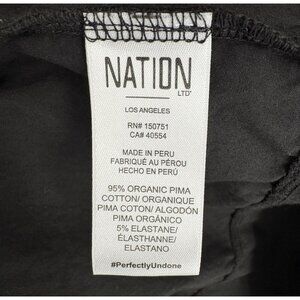 NATION
LTD
LOS ANGELES
RN# 150751
CA# 40554
MADE IN PERU
FABRIQUÉ AU PÉROU
HECHO EN PERÚ
95% ORGANIC PIMA
COTTON/ ORGANIQUE
PIMA COTON/ ALGODÓN
PIMA ORGÁNICO
5% ELASTANE/
ÉLASTHANNE/
ELASTANO
#PerfectlyUndone